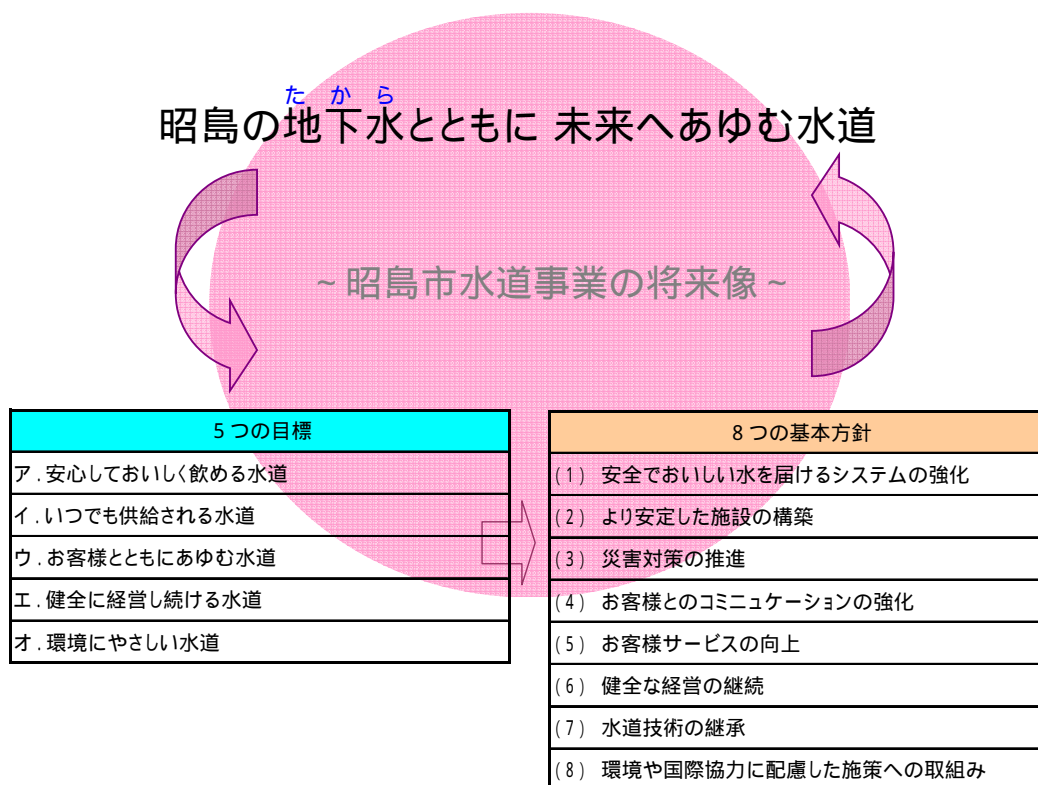 たから
昭島の地下水とともに 未来へあゆむ水道
~昭島市水道事業の将来像~
5つの目標
ア.安心しておいしく飲める水道
イ.いつでも供給される水道
ウ.お客様とともにあゆむ水道
エ.健全に経営し続ける水道
オ.環境にやさしい水道
8つの基本方針
(1) 安全でおいしい水を届けるシステムの強化
(2) より安定した施設の構築
(3) 災害対策の推進
(4) お客様とのコミニュケーションの強化
(5) お客様サービスの向上
(6) 健全な経営の継続
(7) 水道技術の継承
(8) 環境や国際協力に配慮した施策への取組み